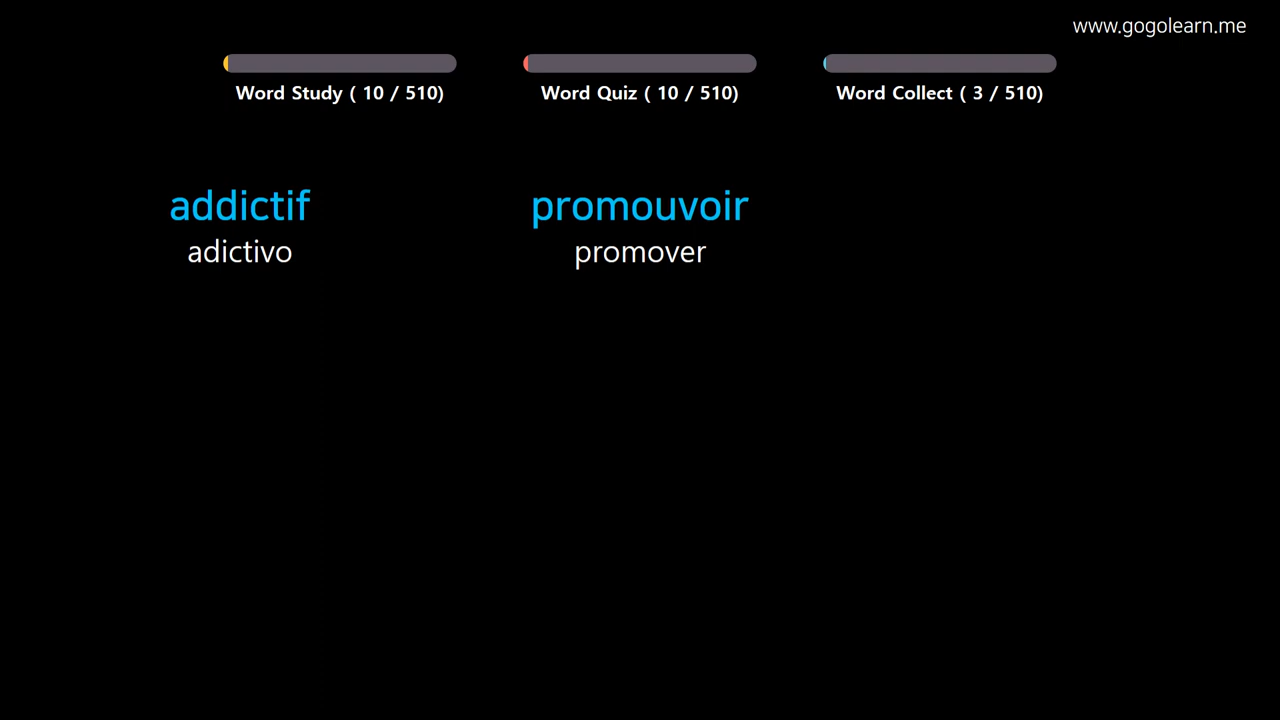 www.gogolearn.me
Word Study ( 10 / 510)
Word Quiz ( 10 / 510)
Word Collect ( 3 / 510)
addictif
adictivo
promouvoir
promover